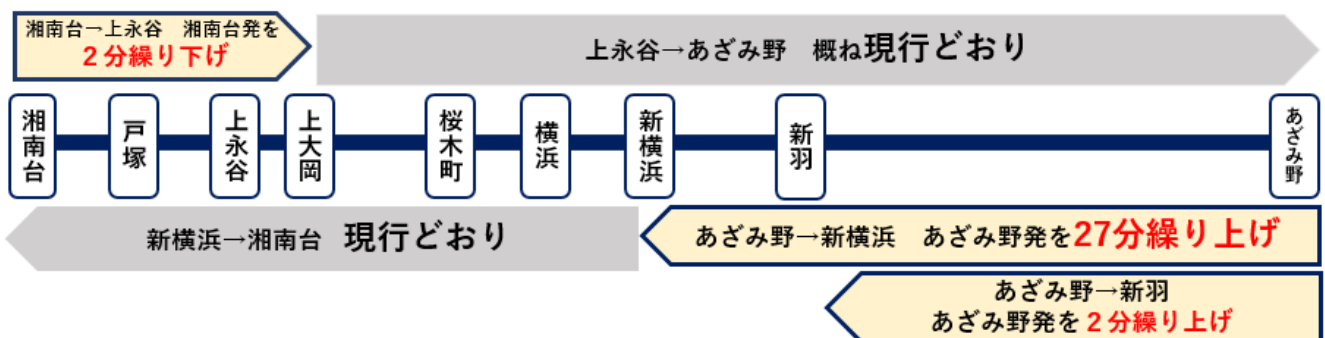 湘南台→上永谷　湘南台発を
２分繰り下げ
上永谷→あざみ野　概ね現行どおり
湘南台
戸塚
上永谷
上大岡
桜木町
横浜
新横浜
新羽
あざみ野
新横浜→湘南台　現行どおり
あざみ野→新横浜　あざみ野発を27分繰り上げ
あざみ野→新羽
あざみ野発を２分繰り上げ